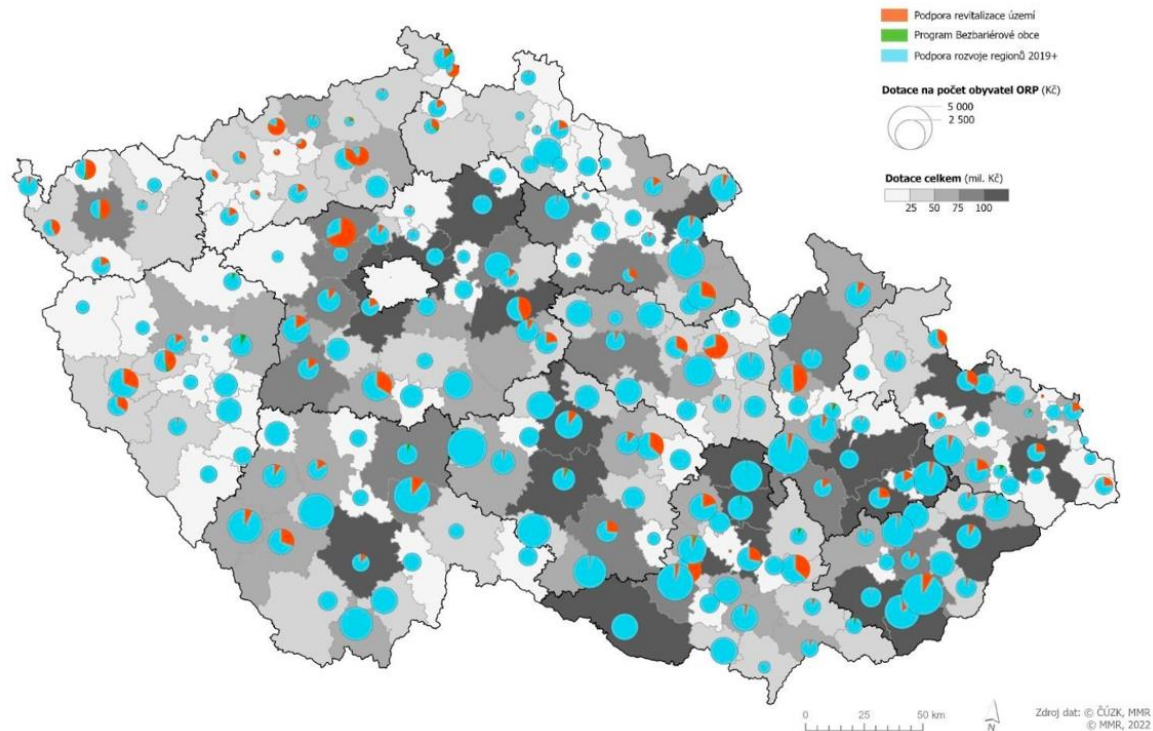 Podpora revitalizace území
Program Bezbariérové obce
Podpora rozvoje regionů 2019+
Dotace na počet obyvatel ORP (Kč)
5 000
2 500
Dotace celkem (mil. Kč)
25 50 75 100
0 25 50 km
N
Zdroj dat: © ČÚZK, MMR
© MMR, 2022